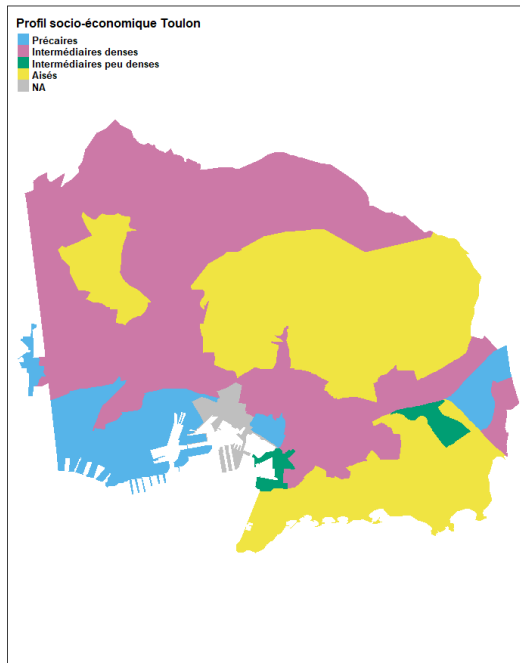 Profil socio-économique Toulon
Précaires
Intermédiaires denses
Intermédiaires peu denses
Aisés
NA